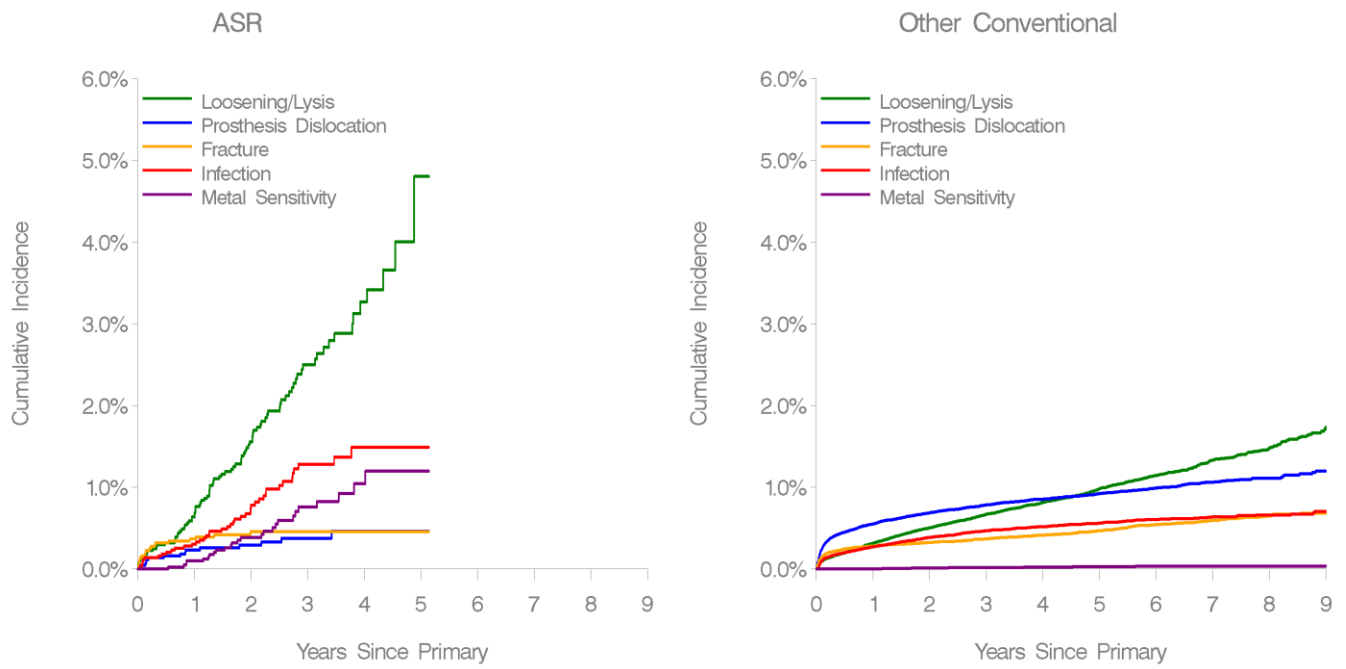 ASR
6.0%
5.0%
4.0%
3.0%
2.0%
1.0%
0.0%
Loosening/Lysis
Prosthesis Dislocation
Fracture
Infection
Metal Sensitivity
Cumulative Incidence
0 1 2 3 4 5 6 7 8 9
Years Since Primary
Other Conventional
6.0%
5.0%
4.0%
3.0%
2.0%
1.0%
0.0%
Loosening/Lysis
Prosthesis Dislocation
Fracture
Infection
Metal Sensitivity
Cumulative Incidence
0 1 2 3 4 5 6 7 8 9
Years Since Primary